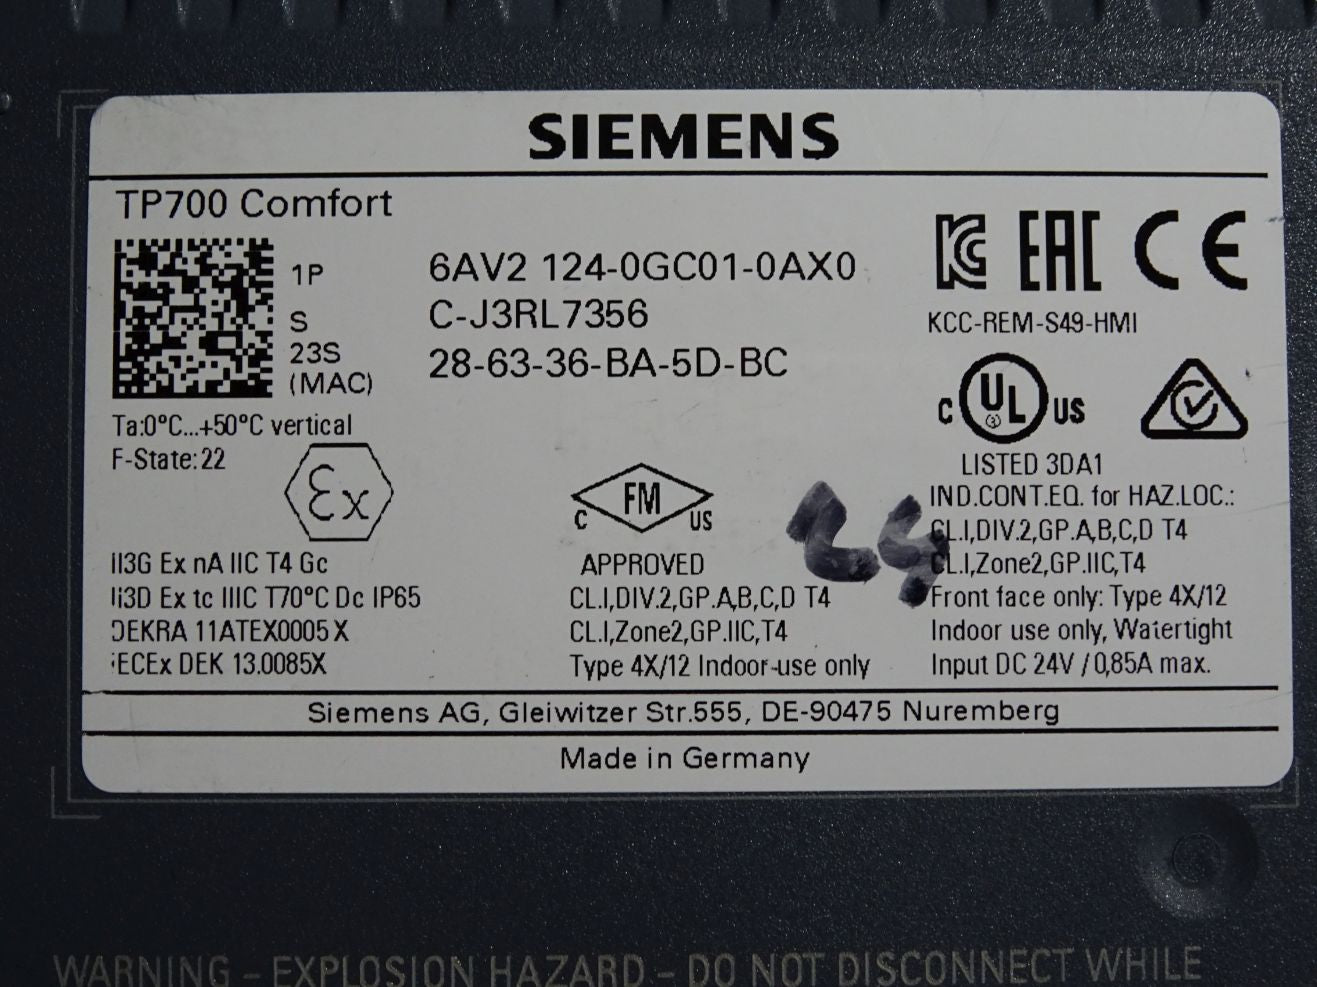 SIEMENS
TP700 Comfort
1P 6AV2 124-0GC01-0AX0
S C-J3RL7356
23S (MAC) 28-63-36-BA-5D-BC
EAC CE
KCC-REM-S49-HMI
Ta:0°C...+50°C vertical
F-State:22
Ex
II3G Ex nA IIC T4 Gc
II3D Ex tc IIIC T70°C Dc IP65
DEKRA 11ATEX0005 X
IECEx DEK 13.0085X
C FM US
APPROVED
CL.I,DIV.2,GP.A,B,C,D T4
CL.I,Zone2,GP.IIC,T4
Type 4X/12 Indoor-use only
C UL US
LISTED 3DA1
IND.CONT.EQ. for HAZ.LOC.:
CL.I,DIV.2,GP.A,B,C,D T4
CL.I,Zone2,GP.IIC,T4
Front face only: Type 4X/12
Indoor use only, Watertight
Input DC 24V / 0,85A max.
Siemens AG, Gleiwitzer Str.555, DE-90475 Nuremberg
Made in Germany
WARNING - EXPLOSION HAZARD - DO NOT DISCONNECT WHILE